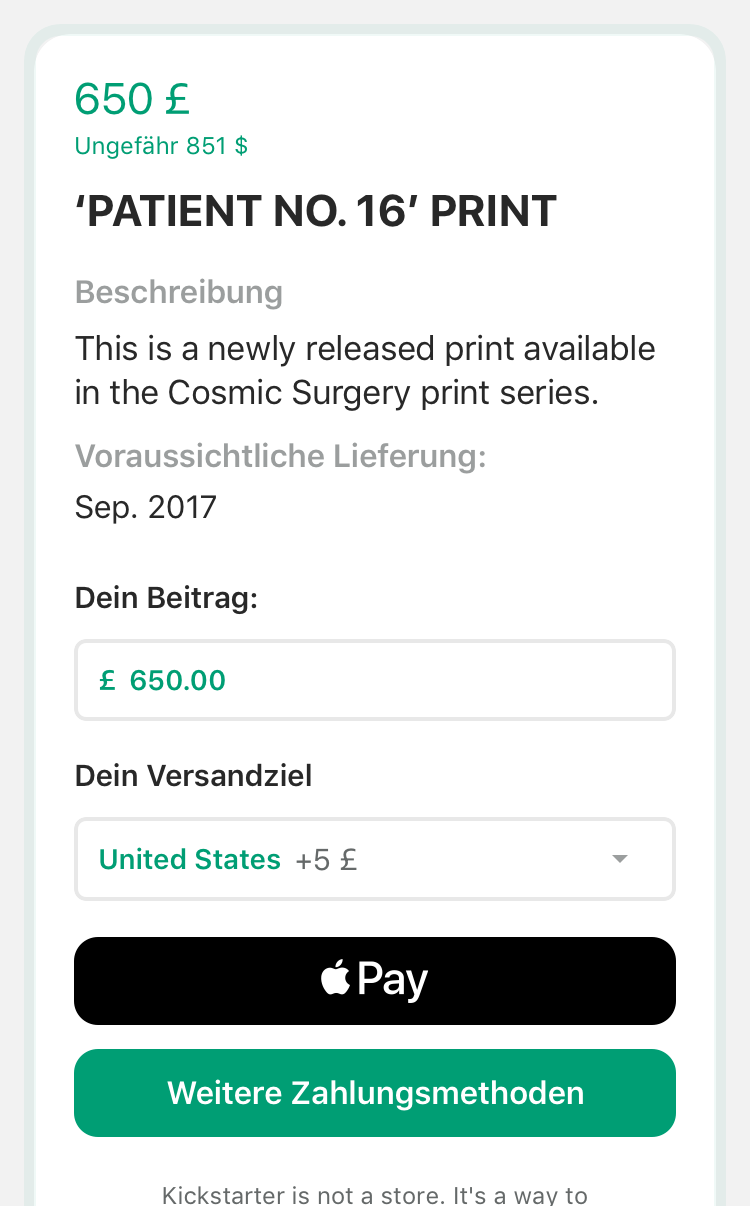 650 £
Ungefähr 851 $
‘PATIENT NO. 16’ PRINT
Beschreibung
This is a newly released print available
in the Cosmic Surgery print series.
Voraussichtliche Lieferung:
Sep. 2017
Dein Beitrag:
£ 650.00
Dein Versandziel
United States +5 £
Pay
Weitere Zahlungsmethoden
Kickstarter is not a store. It's a way to